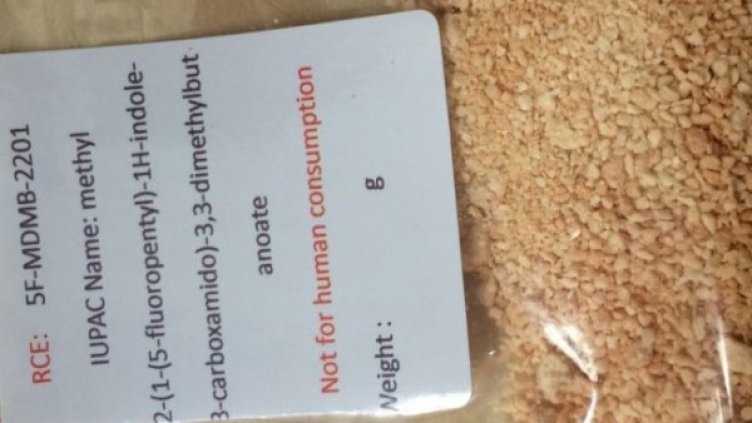 RCE: 5F-MDMB-2201
IUPAC Name: methyl
2-(1-(5-fluoropentyl)-1H-indole-
3-carboxamido)-3,3-dimethylbut
anoate
Not for human consumption
Weight : g